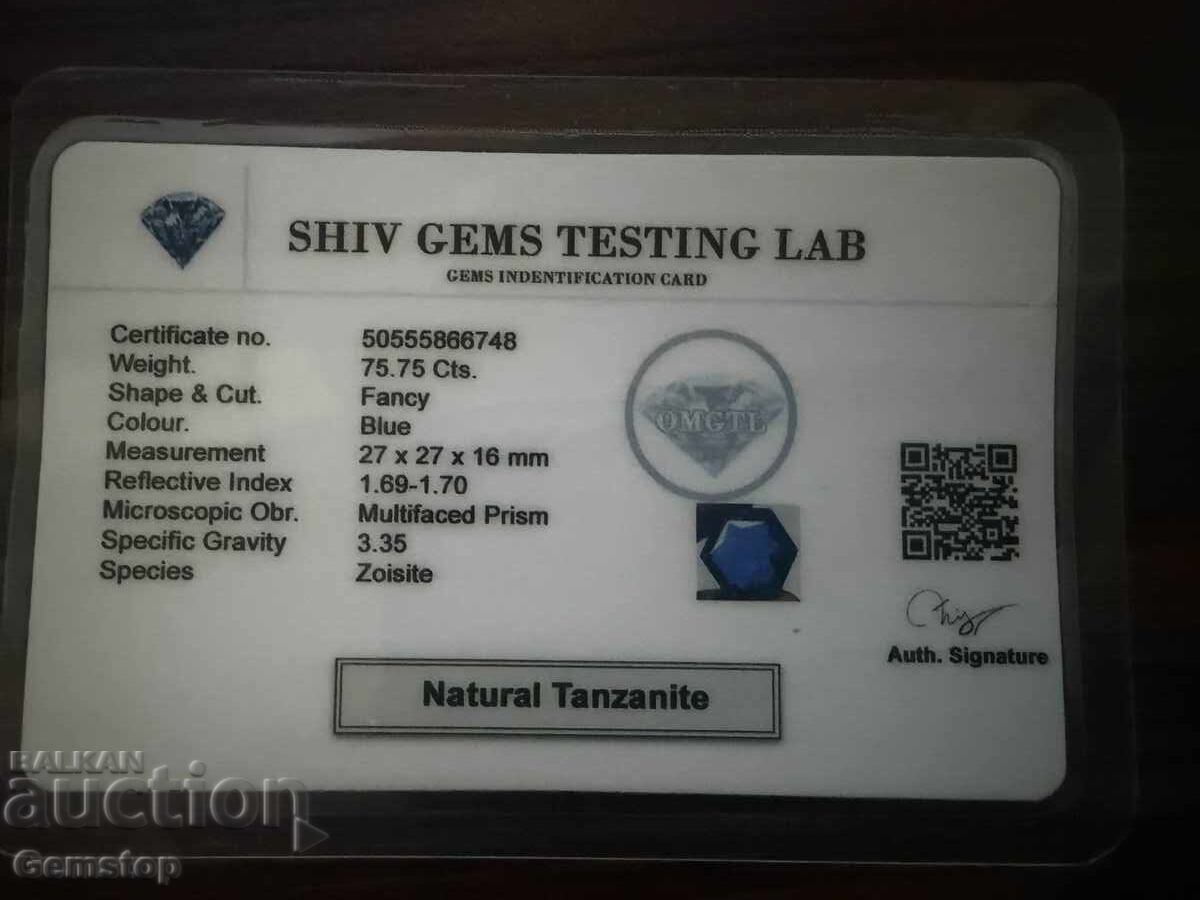 SHIV GEMS TESTING LAB
GEMS INDENTIFICATION CARD
Certificate no. 50555866748
Weight. 75.75 Cts.
Shape & Cut. Fancy
Colour. Blue
Measurement 27 x 27 x 16 mm
Reflective Index 1.69-1.70
Microscopic Obr. Multifaced Prism
Specific Gravity 3.35
Species Zoisite
OMGTL
Auth. Signature
Natural Tanzanite
BALKAN
auction
Gemstop